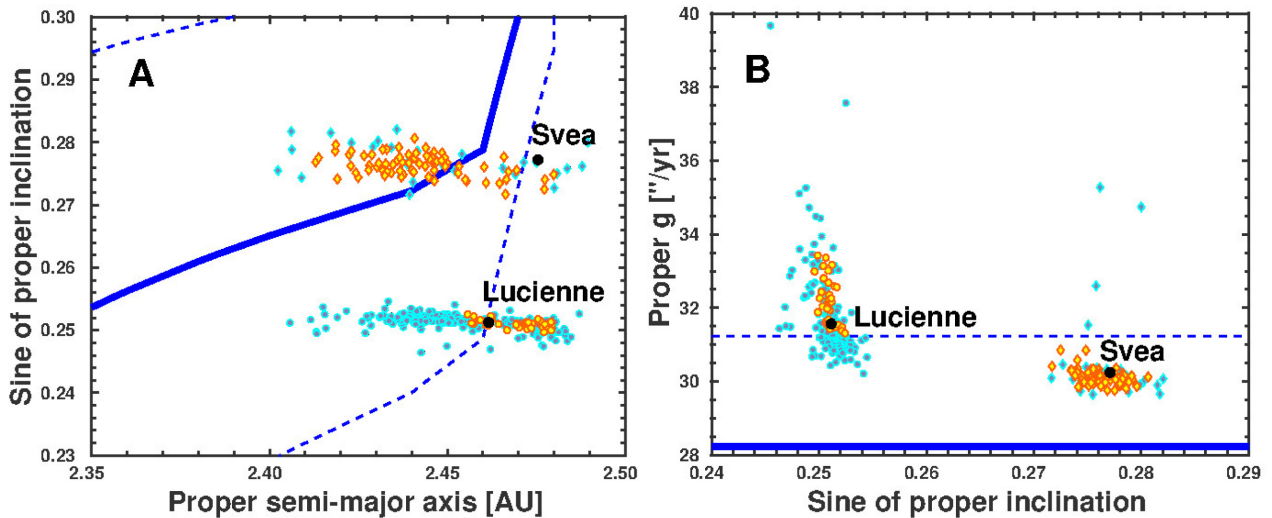 A
Svea
Lucienne
Sine of proper inclination
0.30
0.29
0.28
0.27
0.26
0.25
0.24
0.23
2.35
2.40
2.45
2.50
Proper semi-major axis [AU]
B
Lucienne
Svea
Proper g ["/yr]
40
38
36
34
32
30
28
0.24
0.25
0.26
0.27
0.28
0.29
Sine of proper inclination